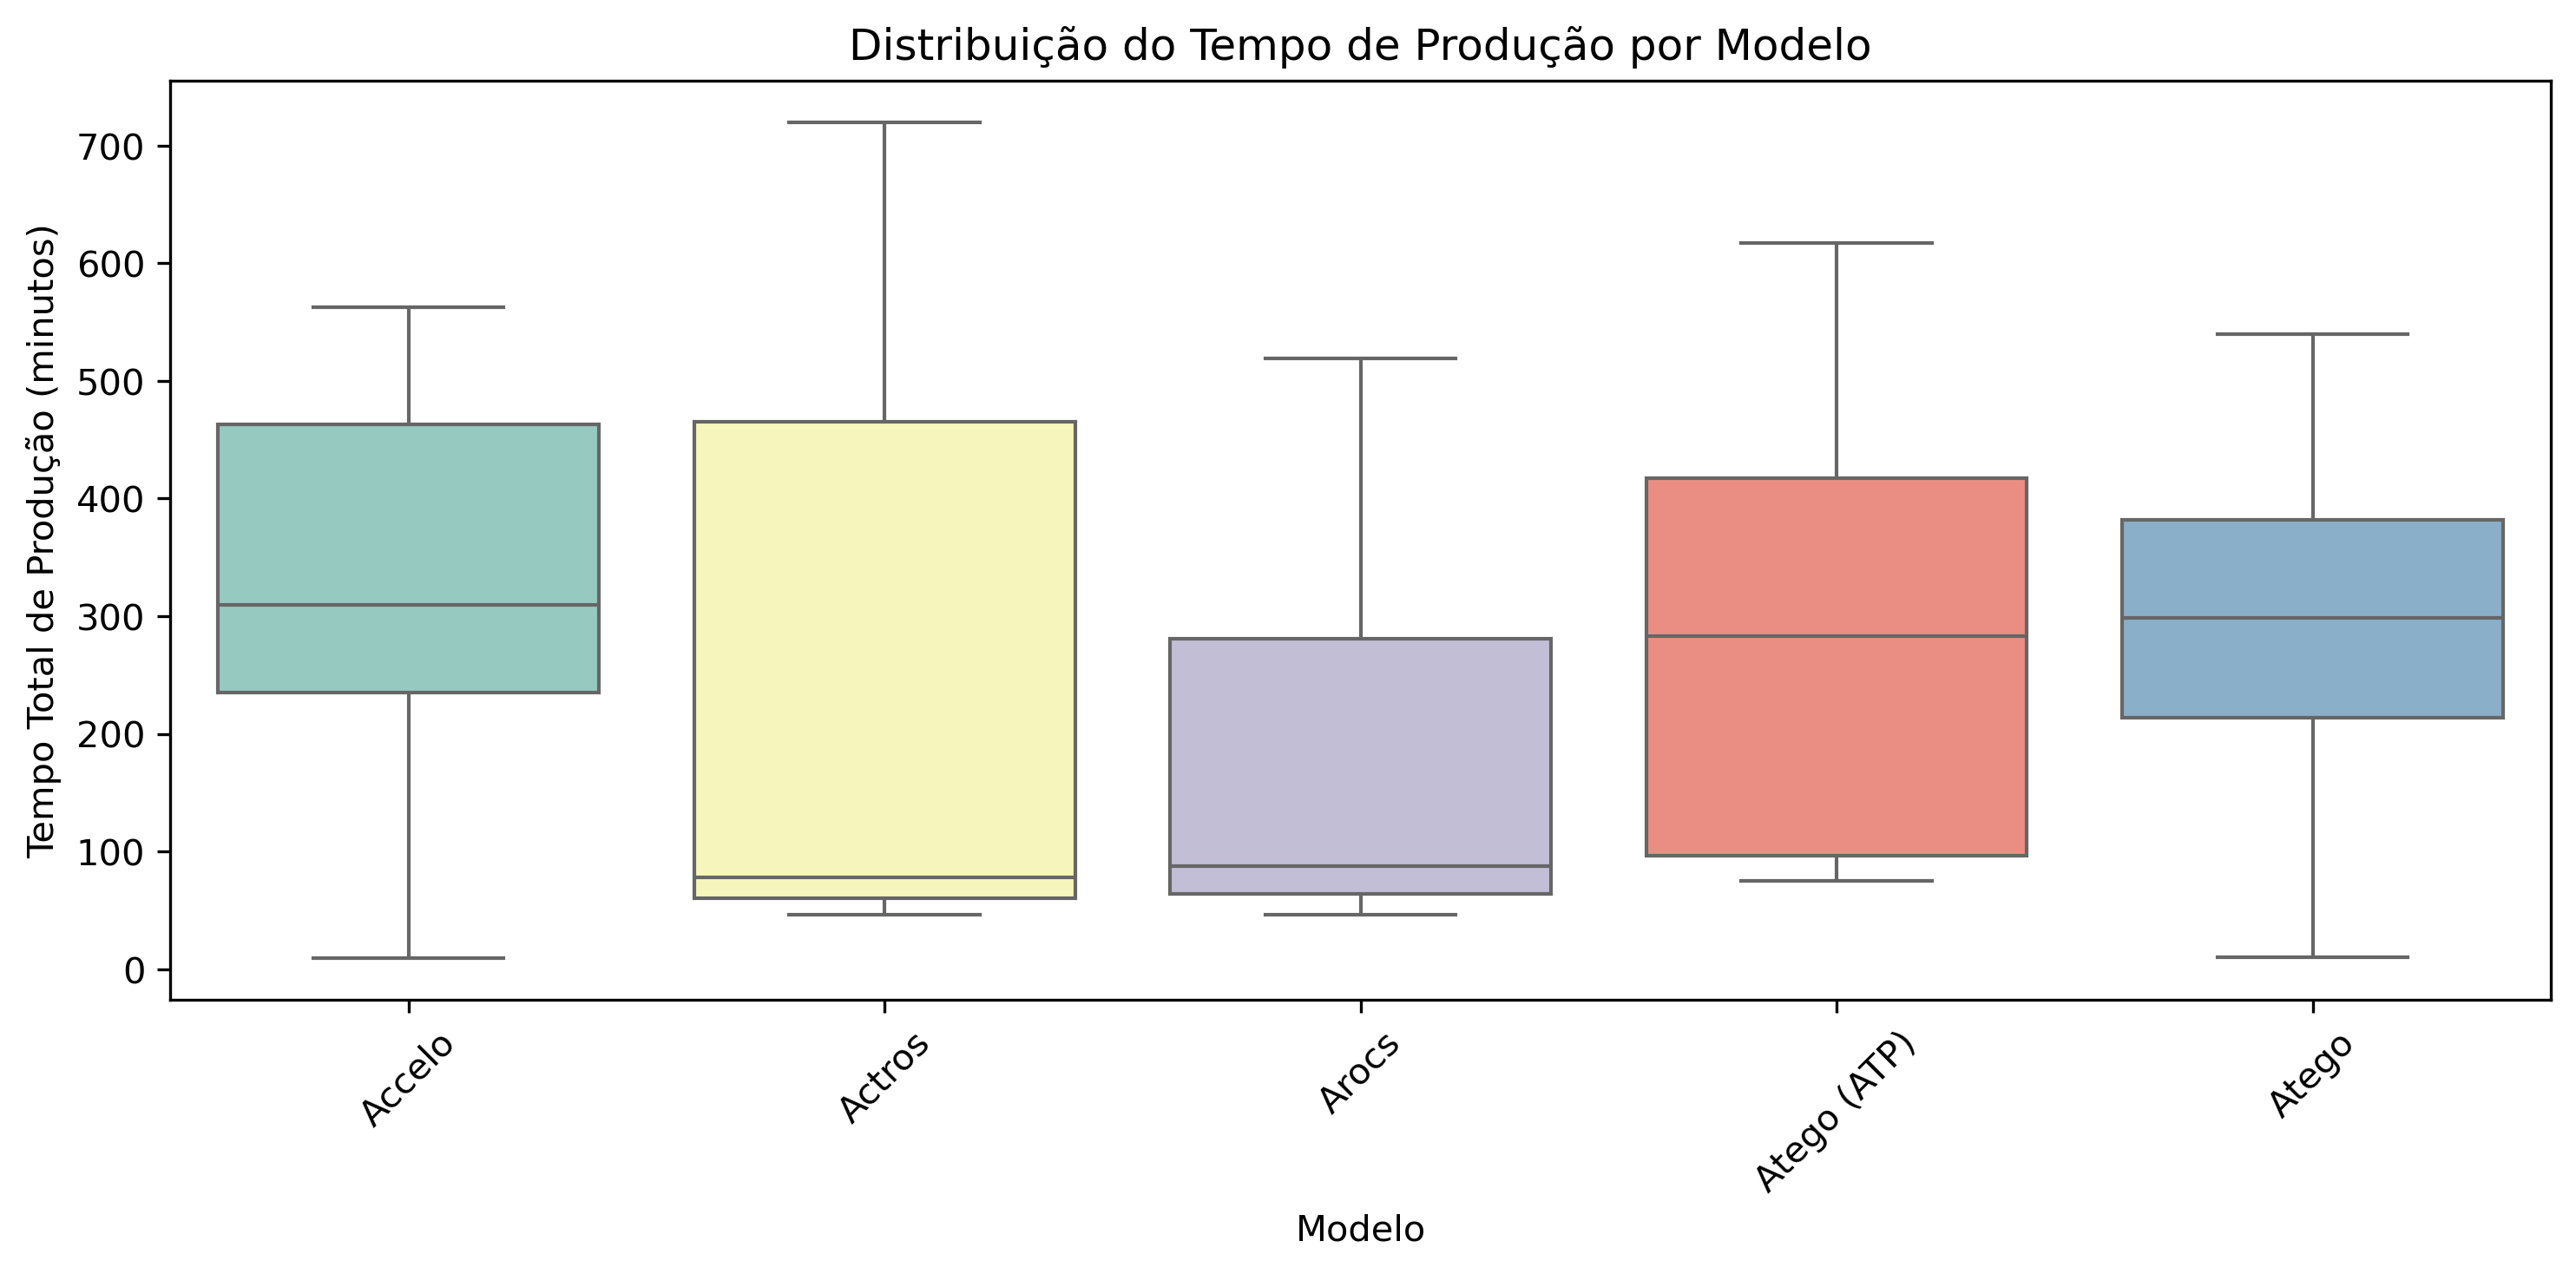 Distribuição do Tempo de Produção por Modelo
Tempo Total de Produção (minutos)
700
600
500
400
300
200
100
0
Accelo
Actros
Arocs
Atego (ATP)
Atego
Modelo